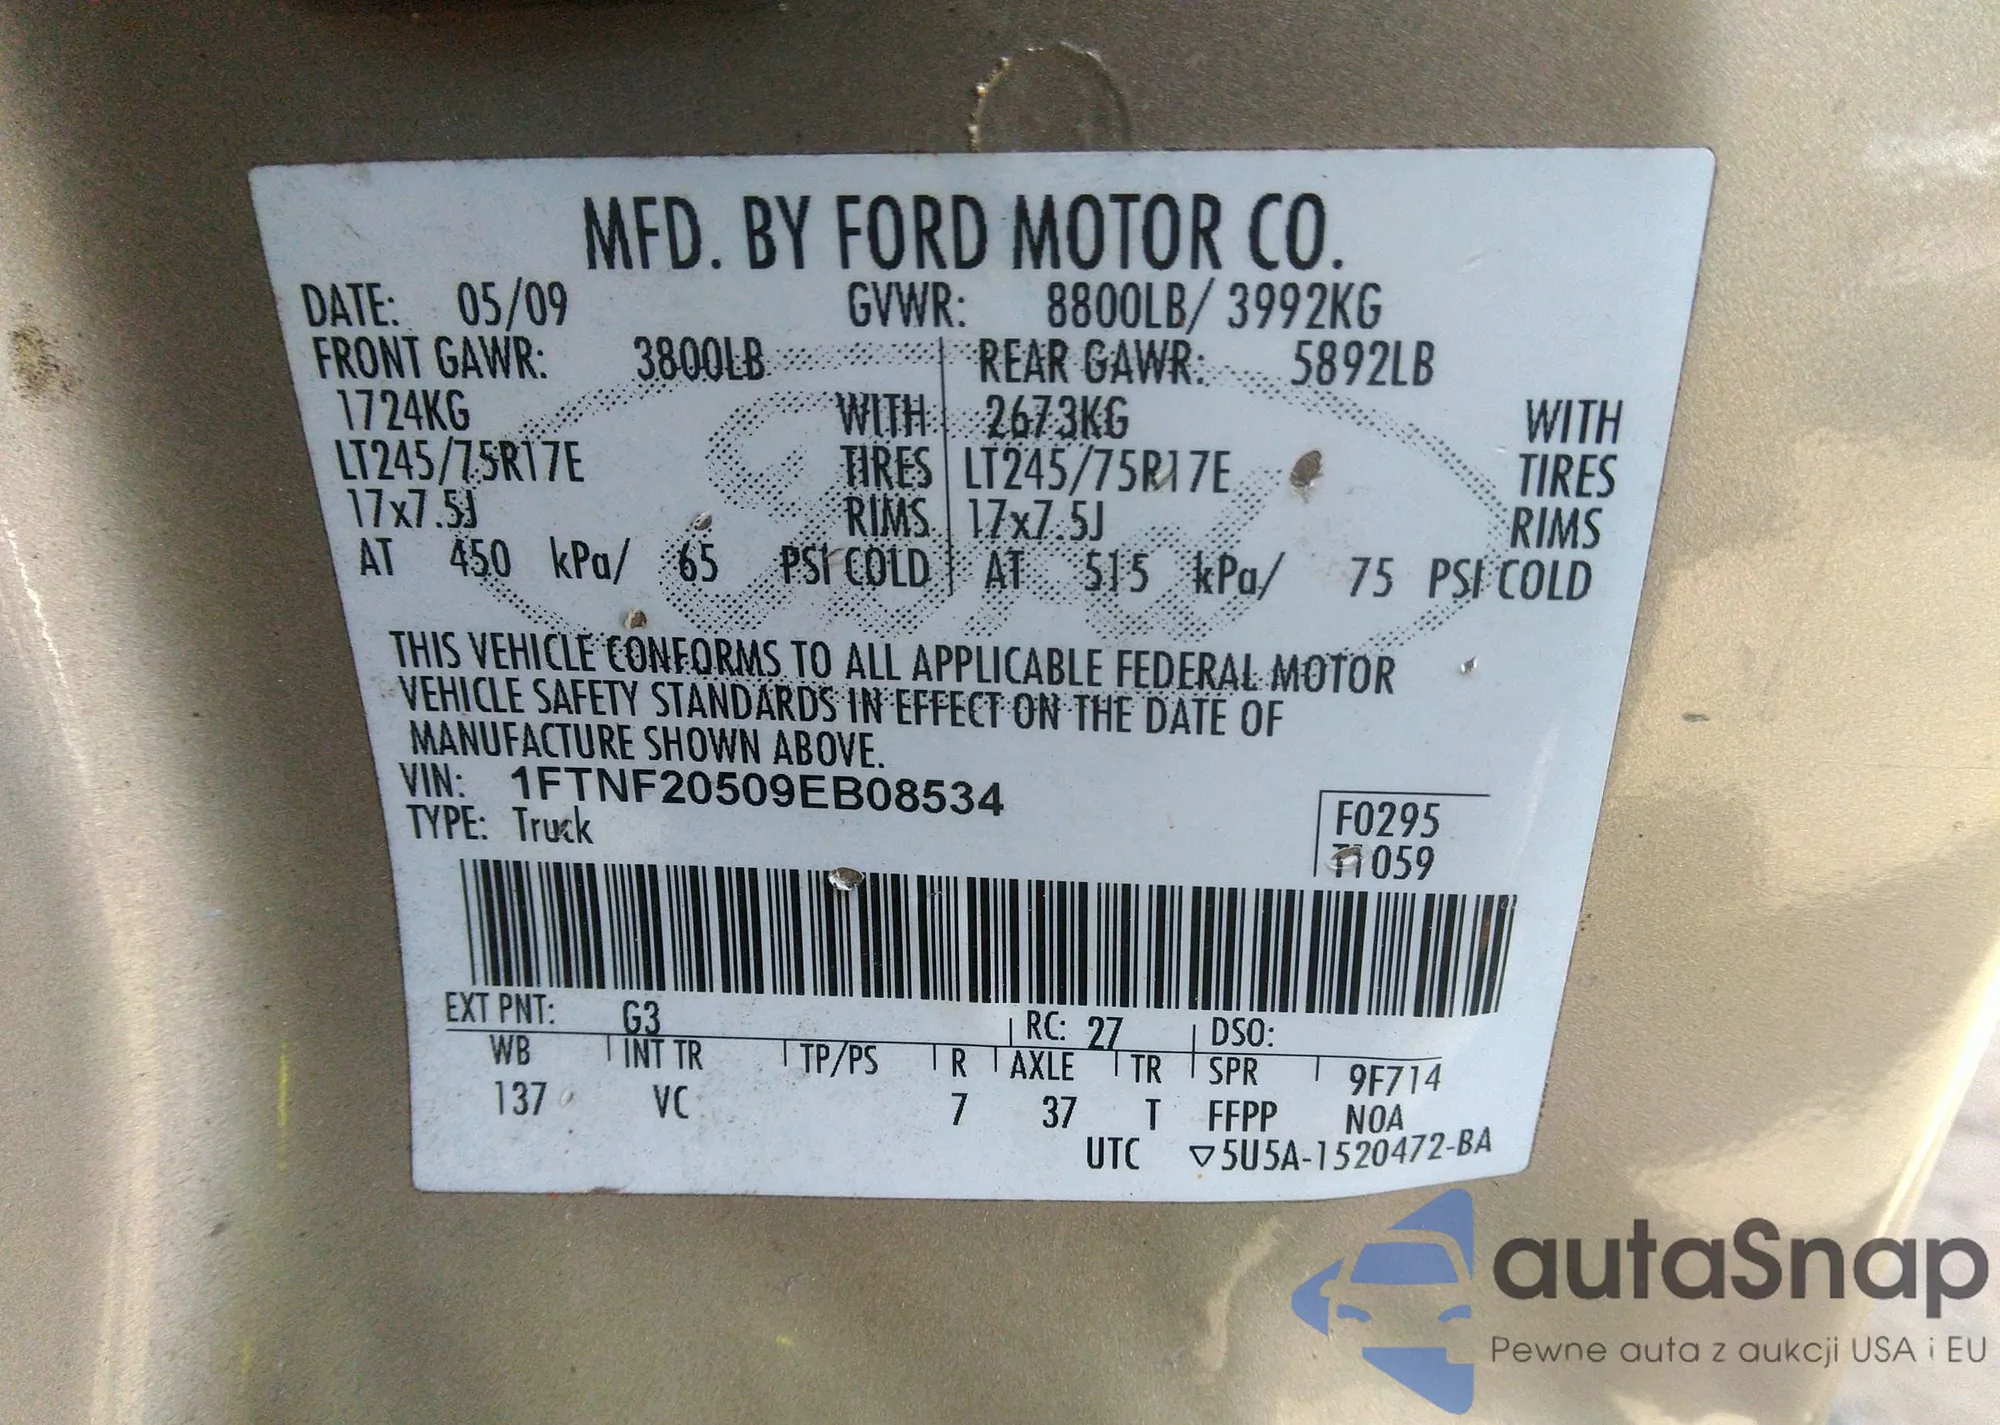 MFD. BY FORD MOTOR CO.
DATE: 05/09 GVWR: 8800LB/ 3992KG
FRONT GAWR: 3800LB REAR GAWR: 5892LB
1724KG WITH 2673KG WITH
LT245/75R17E TIRES LT245/75R17E TIRES
17x7.5J RIMS 17x7.5J RIMS
AT 450 kPa/ 65 PSI COLD AT 515 kPa/ 75 PSI COLD
THIS VEHICLE CONFORMS TO ALL APPLICABLE FEDERAL MOTOR
VEHICLE SAFETY STANDARDS IN EFFECT ON THE DATE OF
MANUFACTURE SHOWN ABOVE.
VIN: 1FTNF20509EB08534
TYPE: Truck
F0295
T1059
EXT PNT: G3 RC: 27 DSO:
WB INT TR TP/PS R AXLE TR SPR 9F714
137 VC 7 37 T FFPP NOA
UTC ▽5U5A-1520472-BA
autaSnap
Pewne auta z aukcji USA i EU